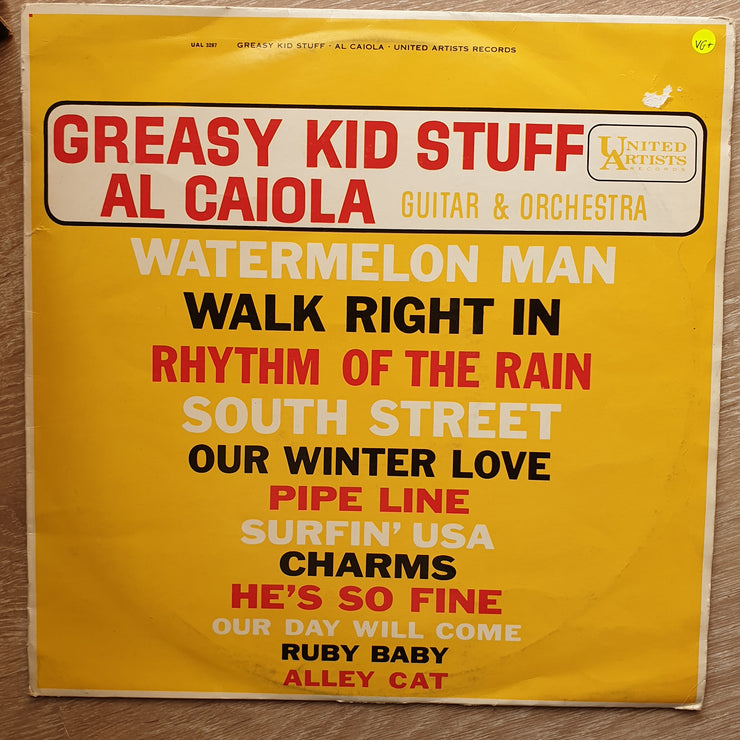 UAL 3287 GREASY KID STUFF · AL CAIOLA · UNITED ARTISTS RECORDS
VG+
GREASY KID STUFF
UNITED
ARTISTS
RECORDS
AL CAIOLA GUITAR & ORCHESTRA
WATERMELON MAN
WALK RIGHT IN
RHYTHM OF THE RAIN
SOUTH STREET
OUR WINTER LOVE
PIPE LINE
SURFIN' USA
CHARMS
HE'S SO FINE
OUR DAY WILL COME
RUBY BABY
ALLEY CAT